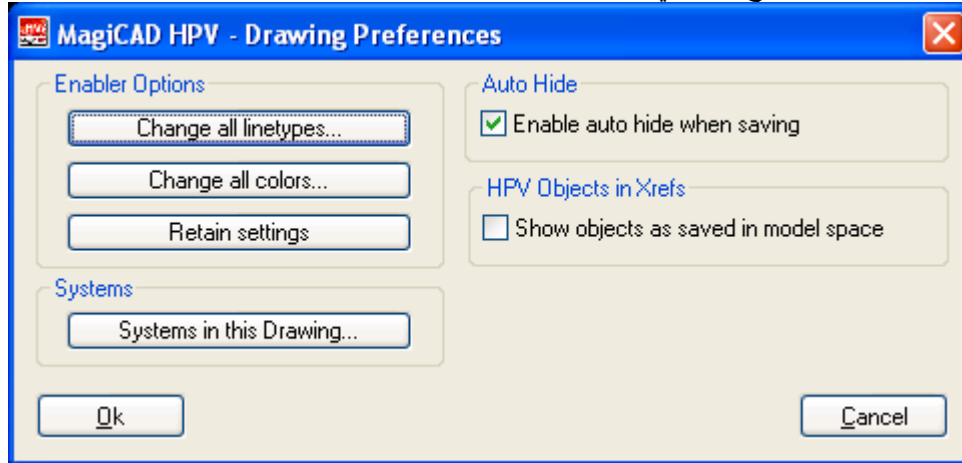 MagiCAD HPV - Drawing Preferences
Enabler Options
Change all linetypes...
Change all colors...
Retain settings
Systems
Systems in this Drawing...
Auto Hide
Enable auto hide when saving
HPV Objects in Xrefs
Show objects as saved in model space
Ok
Cancel